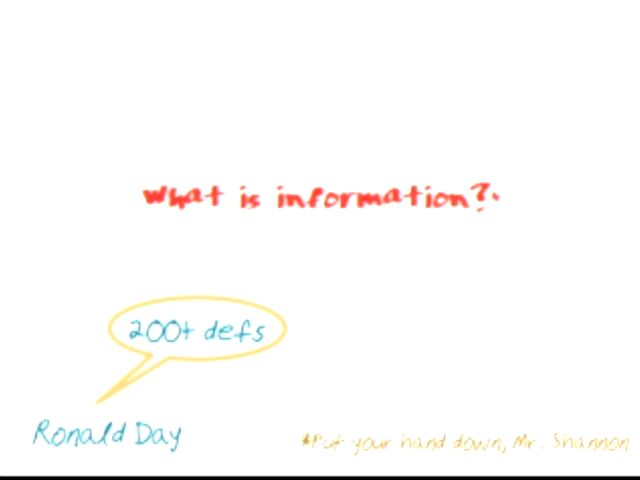 What is information?
200+ defs
Ronald Day
*Put your hand down, Mr. Shannon